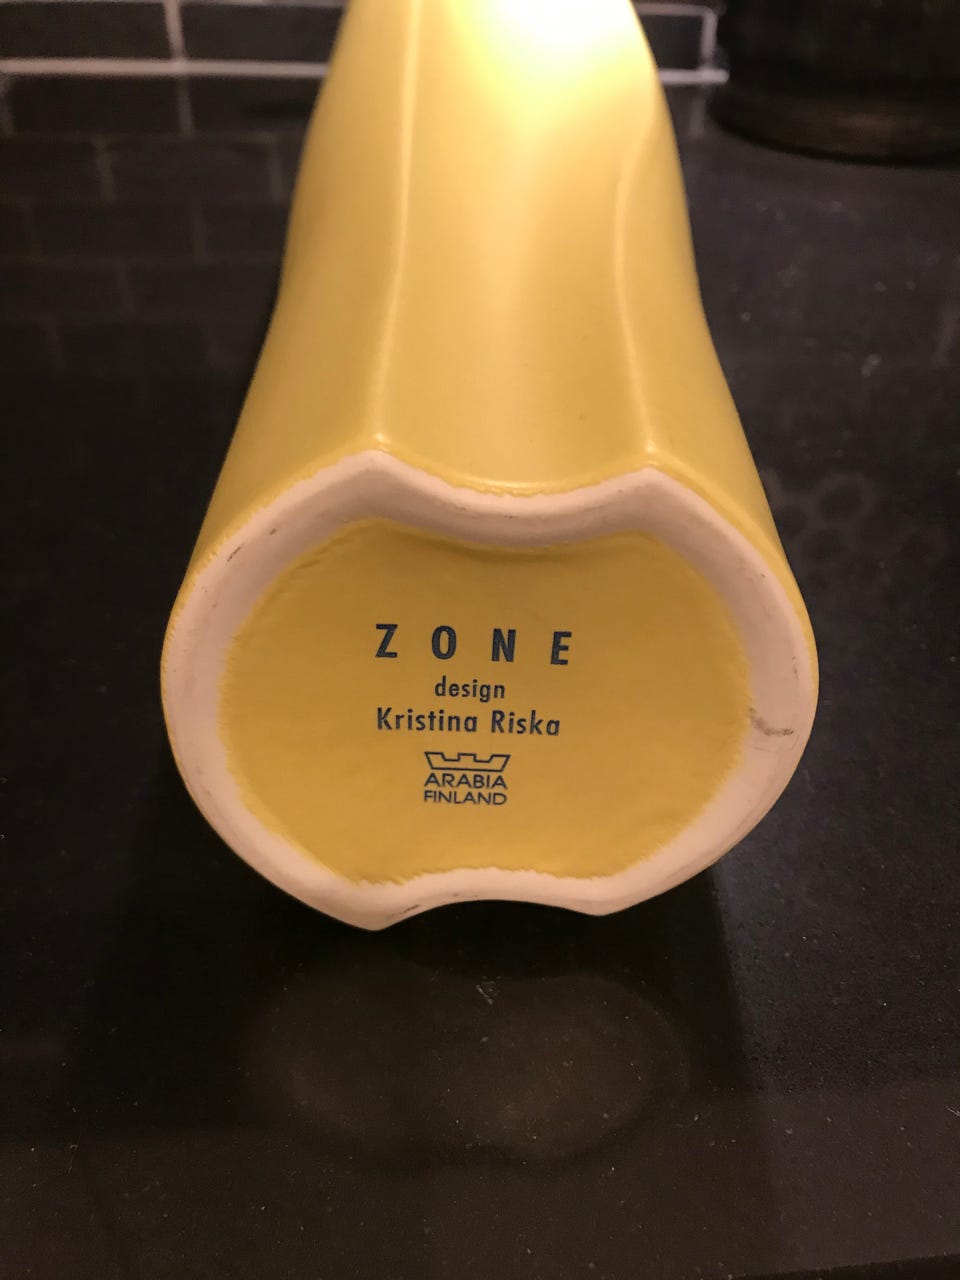 ZONE
design
Kristina Riska
ARABIA
FINLAND